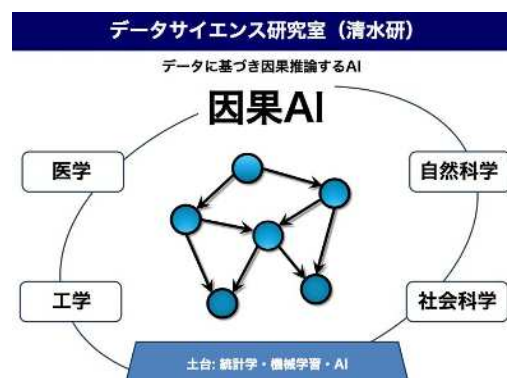 データサイエンス研究室（清水研）
データに基づき因果推論するAI
因果AI
医学
自然科学
工学
社会科学
土台: 統計学・機械学習・AI